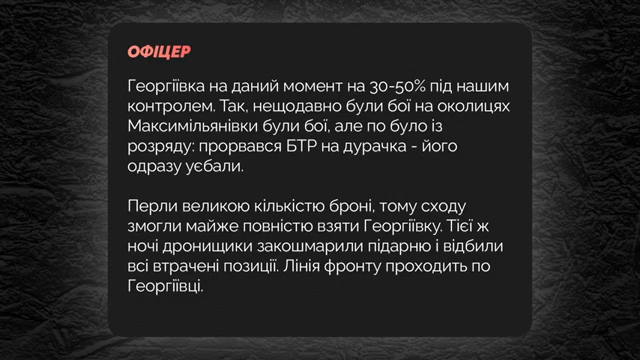 ОФІЦЕР
Георгіївка на даний момент на 30-50% під нашим
контролем. Так, нещодавно були бої на околицях
Максимільянівки були бої, але по було із
розряду: прорвався БТР на дурачка - його
одразу уєбали.
Перли великою кількістю броні, тому сходу
змогли майже повністю взяти Георгіївку. Тієї ж
ночі дронищики закошмарили підарню і відбили
всі втрачені позиції. Лінія фронту проходить по
Георгіївці.